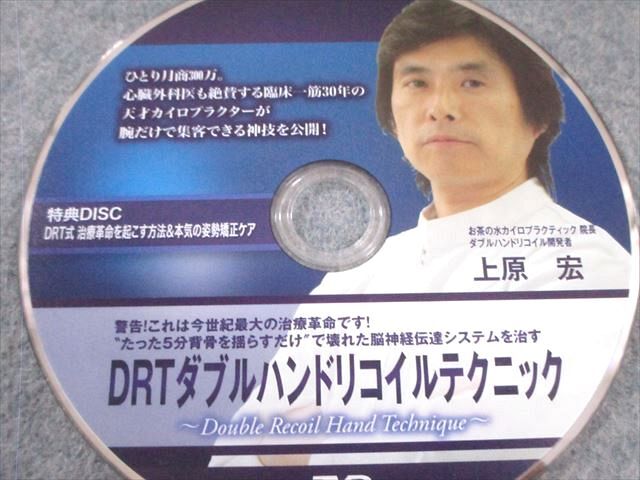 ひとり月商300万。
心臓外科医も絶賛する臨床一筋30年の
天才カイロプラクターが
腕だけで集客できる神技を公開！
特典DISC
DRT式 治療革命を起こす方法&本気の姿勢矯正ケア
お茶の水カイロプラクティック 院長
ダブルハンドリコイル開発者
上原 宏
警告！これは今世紀最大の治療革命です！
"たった5分背骨を揺らすだけ"で壊れた脳神経伝達システムを治す
DRTダブルハンドリコイルテクニック
～Double Recoil Hand Technique～